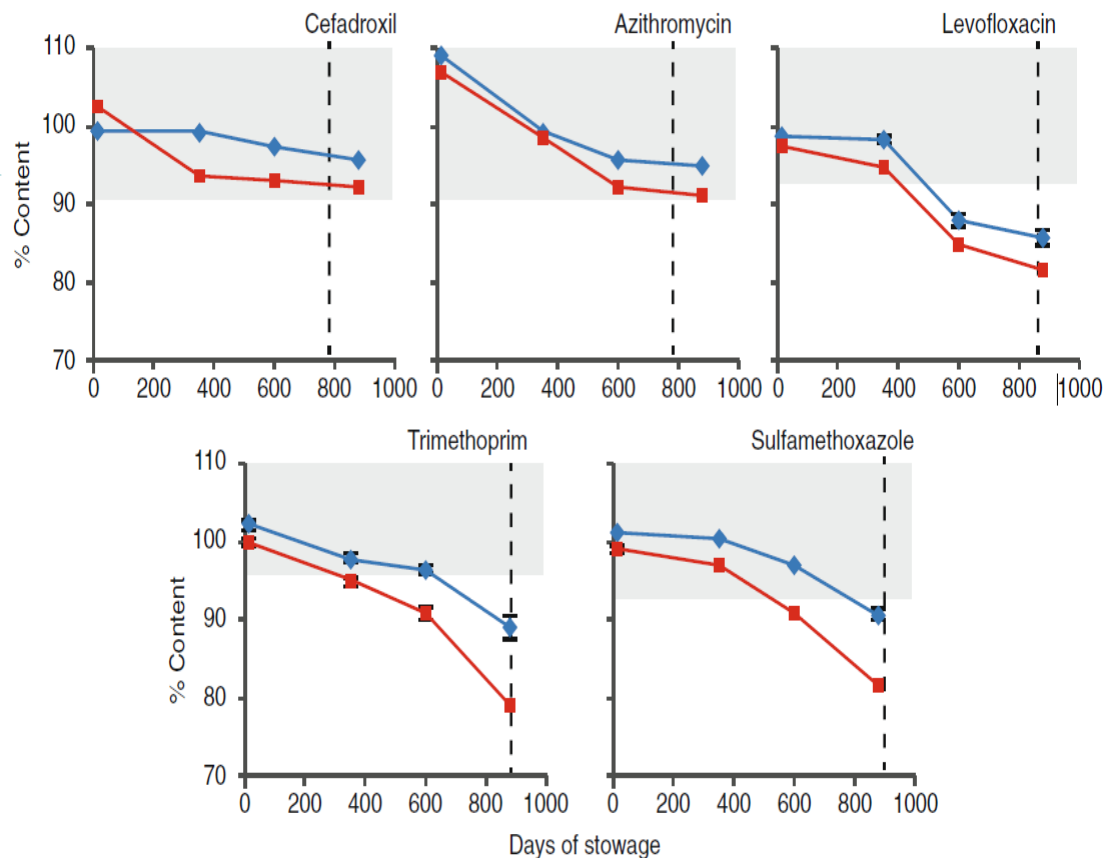 Cefadroxil Azithromycin Levofloxacin
110
100
90
80
70
% Content
0 200 400 600 800 1000 0 200 400 600 800 1000 0 200 400 600 800 1000
Trimethoprim Sulfamethoxazole
110
100
90
80
70
% Content
0 200 400 600 800 1000 0 200 400 600 800 1000
Days of stowage